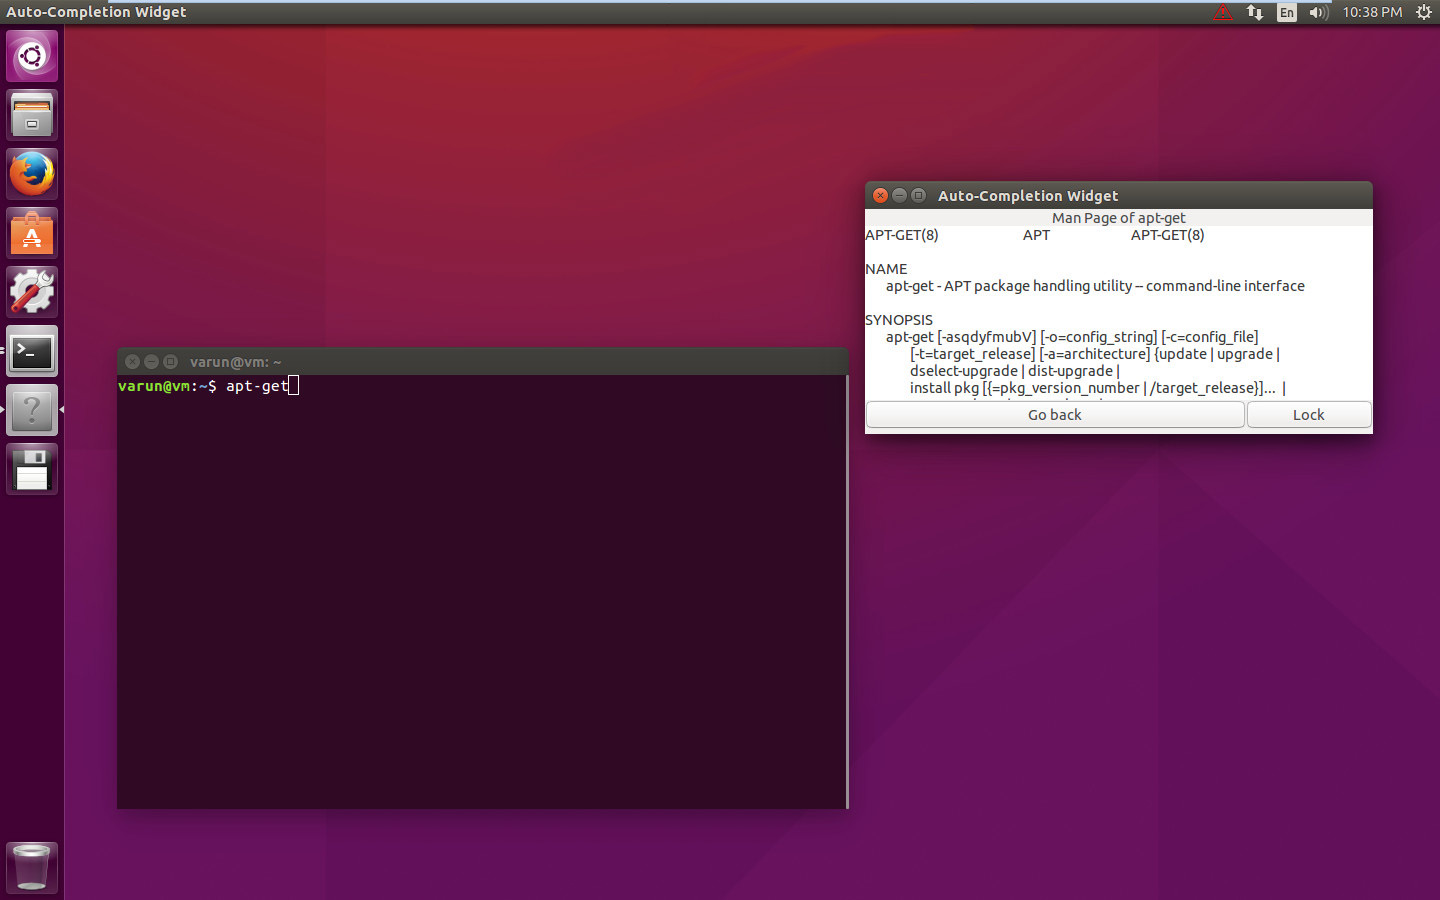 Auto-Completion Widget
En
10:38 PM
Auto-Completion Widget
Man Page of apt-get
APT-GET(8) APT APT-GET(8)
NAME
apt-get - APT package handling utility -- command-line interface
SYNOPSIS
apt-get [-asqdyfmubV] [-o=config_string] [-c=config_file]
[-t=target_release] [-a=architecture] {update | upgrade |
dselect-upgrade | dist-upgrade |
install pkg [{=pkg_version_number | /target_release}]... |
Go back Lock
varun@vm: ~
varun@vm:~$ apt-get